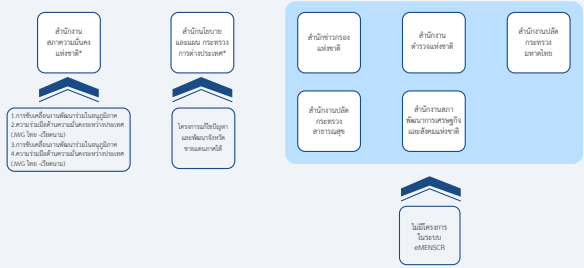 สำนักงาน
สภาความมั่นคง
แห่งชาติ*
สำนักนโยบาย
และแผน กระทรวง
การต่างประเทศ*
สำนักข่าวกรอง
แห่งชาติ
สำนักงาน
ตำรวจแห่งชาติ
สำนักงานปลัด
กระทรวง
มหาดไทย
สำนักงานปลัด
กระทรวง
สาธารณสุข
สำนักงานสภา
พัฒนาการเศรษฐกิจ
และสังคมแห่งชาติ
1.การขับเคลื่อนงานพัฒนาร่วมในอนุภูมิภาค
2.ความร่วมมือด้านความมั่นคงระหว่างประเทศ
(JWG ไทย -เวียดนาม)
3.การขับเคลื่อนงานพัฒนาร่วมในอนุภูมิภาค
4.ความร่วมมือด้านความมั่นคงระหว่างประเทศ
(JWG ไทย -เวียดนาม)
โครงการแก้ไขปัญหา
และพัฒนาจังหวัด
ชายแดนภาคใต้
ไม่มีโครงการ
ในระบบ
eMENSCR